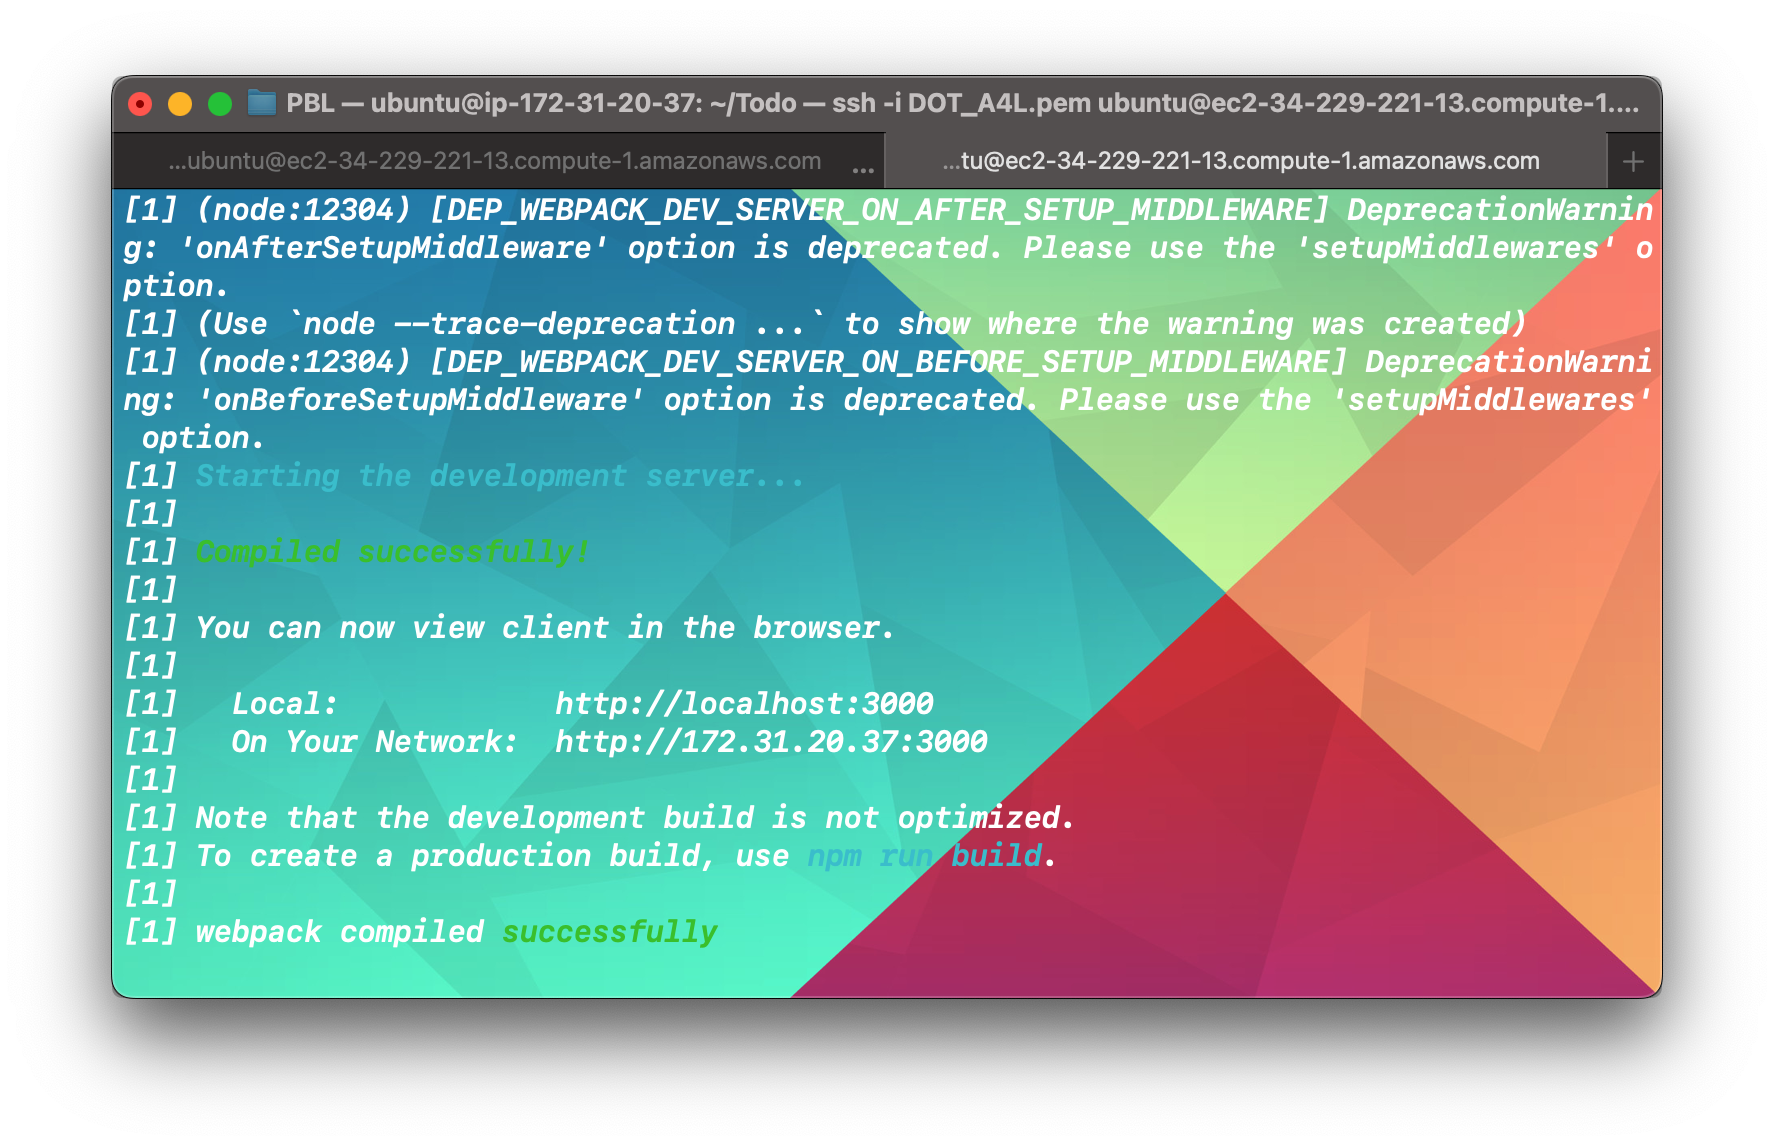 PBL — ubuntu@ip-172-31-20-37: ~/Todo — ssh -i DOT_A4L.pem ubuntu@ec2-34-229-221-13.compute-1....
...ubuntu@ec2-34-229-221-13.compute-1.amazonaws.com ...
...tu@ec2-34-229-221-13.compute-1.amazonaws.com +
[1] (node:12304) [DEP_WEBPACK_DEV_SERVER_ON_AFTER_SETUP_MIDDLEWARE] DeprecationWarnin
g: 'onAfterSetupMiddleware' option is deprecated. Please use the 'setupMiddlewares' o
ption.
[1] (Use `node --trace-deprecation ...` to show where the warning was created)
[1] (node:12304) [DEP_WEBPACK_DEV_SERVER_ON_BEFORE_SETUP_MIDDLEWARE] DeprecationWarni
ng: 'onBeforeSetupMiddleware' option is deprecated. Please use the 'setupMiddlewares'
 option.
[1] Starting the development server...
[1]
[1] Compiled successfully!
[1]
[1] You can now view client in the browser.
[1]
[1]   Local:            http://localhost:3000
[1]   On Your Network:  http://172.31.20.37:3000
[1]
[1] Note that the development build is not optimized.
[1] To create a production build, use npm run build.
[1]
[1] webpack compiled successfully